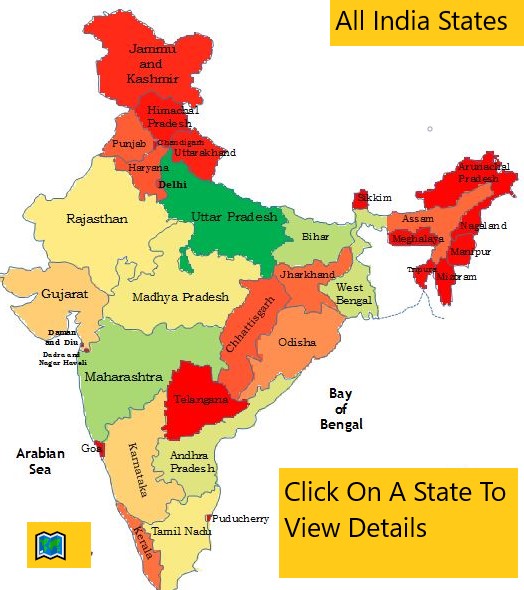 All India States
Jammu
and
Kashmir
Himachal
Pradesh
Punjab
Chandigarh
Uttarakhand
Haryana
Delhi
Arunachal
Pradesh
Sikkim
Rajasthan
Uttar Pradesh
Assam
Nagaland
Bihar
Meghalaya
Manipur
Tripura
Mizoram
Jharkhand
Gujarat
Madhya Pradesh
West
Bengal
Chhattisgarh
Daman
and Diu
Odisha
Dadra and
Nagar Haveli
Maharashtra
Telangana
Bay
of
Bengal
Goa
Arabian
Sea
Karnataka
Andhra
Pradesh
Click On A State To
View Details
Puducherry
Tamil Nadu
Kerala